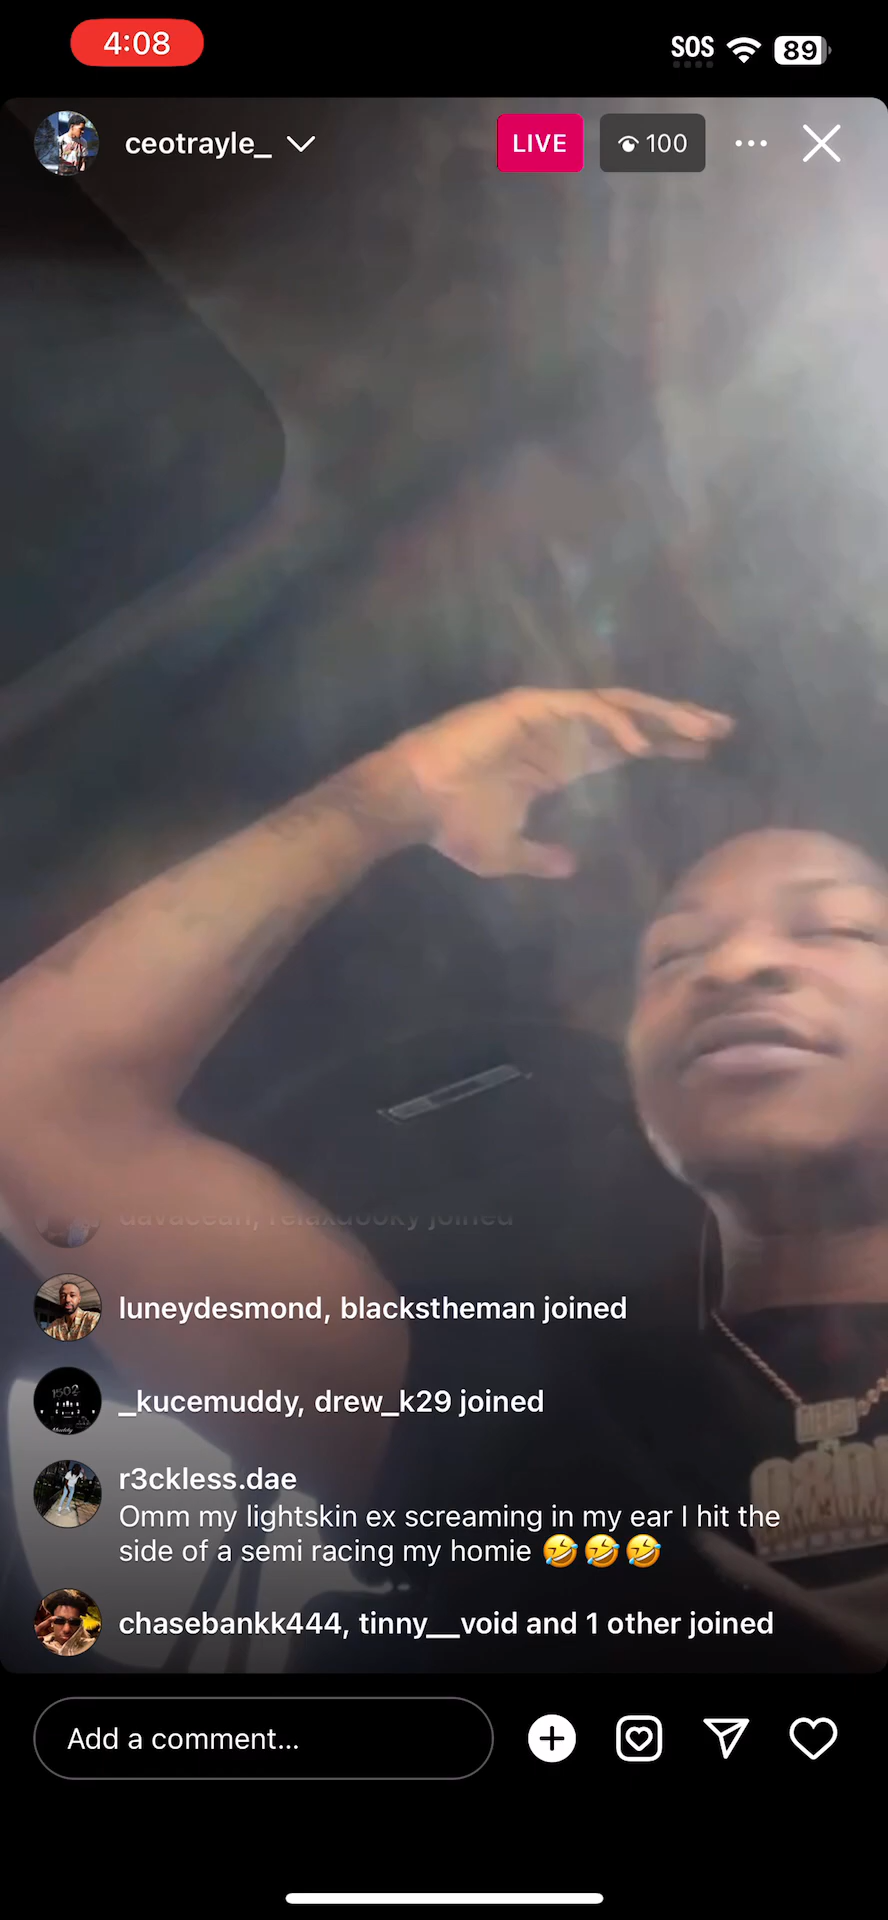 4:08
SOS
89
ceotrayle_
LIVE
100
luneydesmond, blackstheman joined
_kucemuddy, drew_k29 joined
r3ckless.dae
Omm my lightskin ex screaming in my ear I hit the
side of a semi racing my homie 🤣🤣🤣
chasebankk444, tinny__void and 1 other joined
Add a comment...